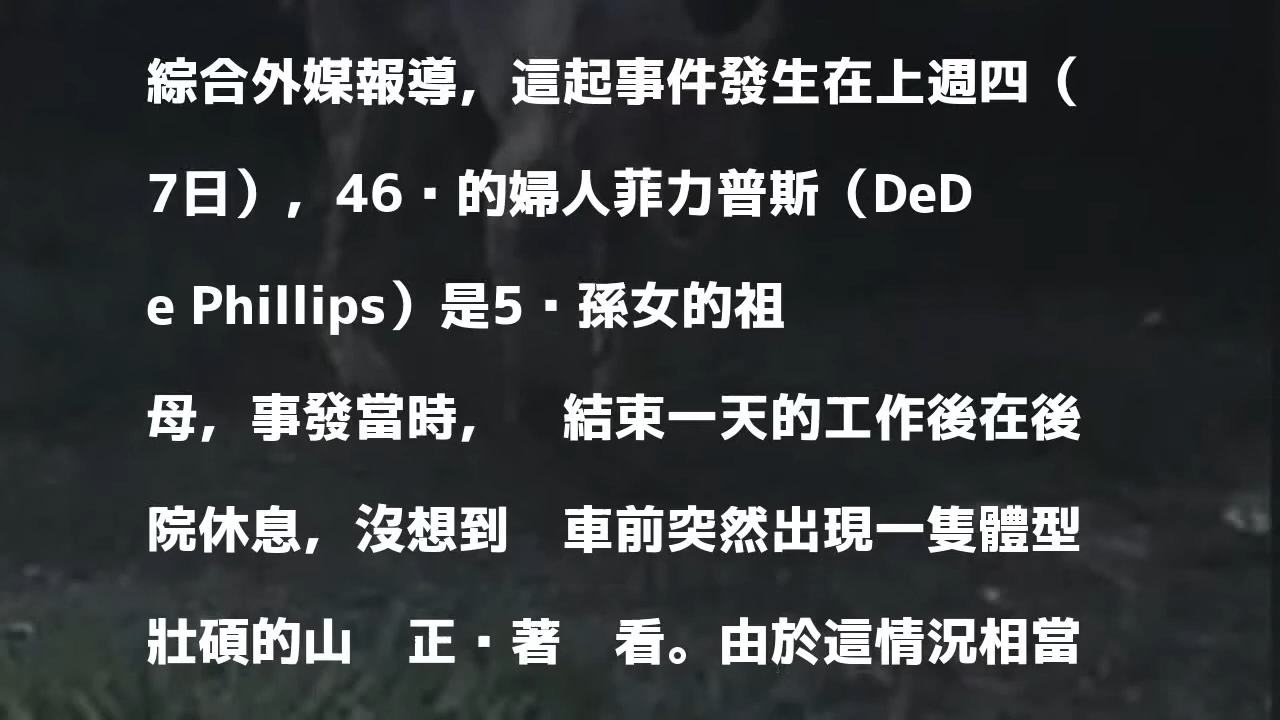 綜合外媒報導，這起事件發生在上週四（
7日），46▪的婦人菲力普斯（DeD
e Phillips）是5▪孫女的祖
母，事發當時，　結束一天的工作後在後
院休息，沒想到　車前突然出現一隻體型
壯碩的山　正▪著　看。由於這情況相當